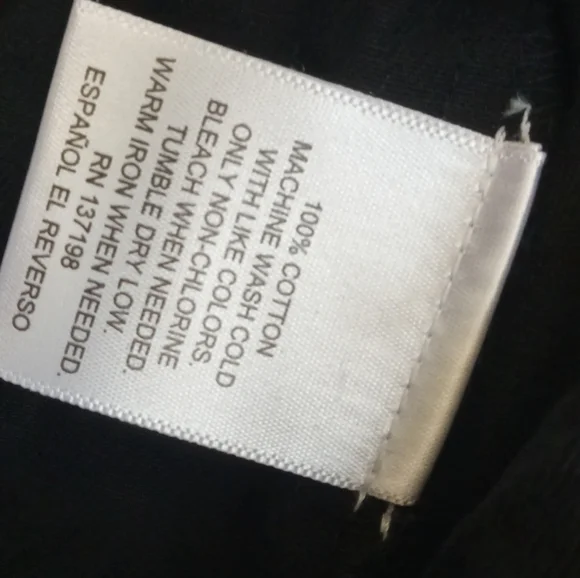 100% COTTON
MACHINE WASH COLD
WITH LIKE COLORS.
ONLY NON-CHLORINE
BLEACH WHEN NEEDED.
TUMBLE DRY LOW.
WARM IRON WHEN NEEDED.
RN 137198
ESPAÑOL EL REVERSO